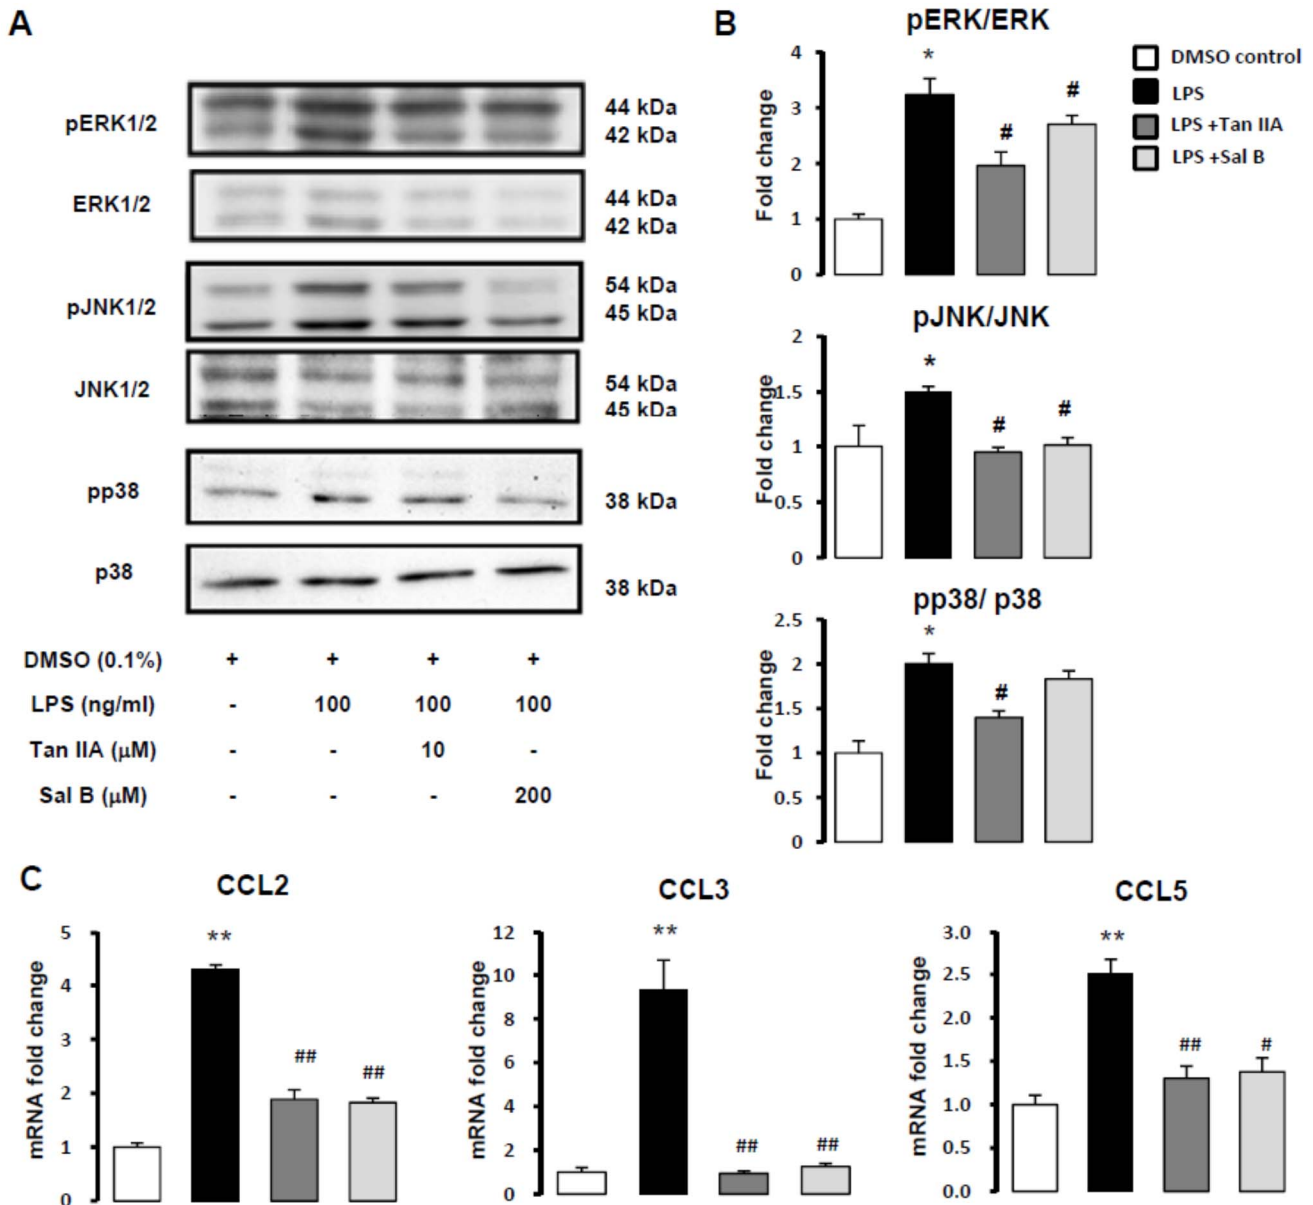 A
pERK1/2
44 kDa
42 kDa
ERK1/2
44 kDa
42 kDa
pJNK1/2
54 kDa
45 kDa
JNK1/2
54 kDa
45 kDa
pp38
38 kDa
p38
38 kDa
DMSO (0.1%) + + + +
LPS (ng/ml) - 100 100 100
Tan IIA (μM) - - 10 -
Sal B (μM) - - - 200
B
pERK/ERK
Fold change
4
3
2
1
0
*
#
#
DMSO control
LPS
LPS +Tan IIA
LPS +Sal B
pJNK/JNK
Fold change
2
1.5
1
0.5
0
*
#
#
pp38/ p38
Fold change
2.5
2
1.5
1
0.5
0
*
#
C
CCL2
mRNA fold change
5
4
3
2
1
0
**
##
##
CCL3
mRNA fold change
12
10
8
6
4
2
0
**
##
##
CCL5
mRNA fold change
3.0
2.5
2.0
1.5
1.0
0.5
0.0
**
##
#